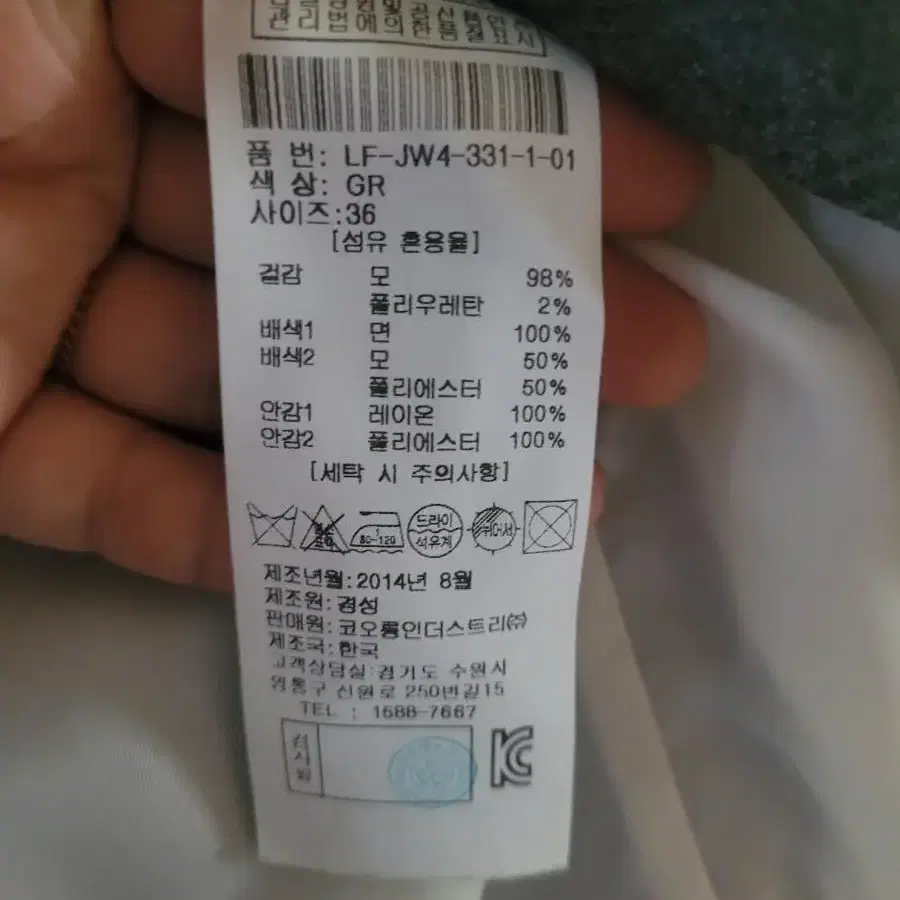 관리법에의한품질표시
품 번: LF-JW4-331-1-01
색 상: GR
사이즈:36
[섬유 혼용율]
겉감 모 98%
폴리우레탄 2%
배색1 면 100%
배색2 모 50%
폴리에스터 50%
안감1 레이온 100%
안감2 폴리에스터 100%
[세탁 시 주의사항]
80-120 드라이 뉘어서
석유계
제조년월:2014년 8월
제조원:경성
판매원:코오롱인더스트리㈜
제조국:한국
고객상담실:경기도 수원시
영통구 신원로 250번길15
TEL : 1688-7667
검사원
KC